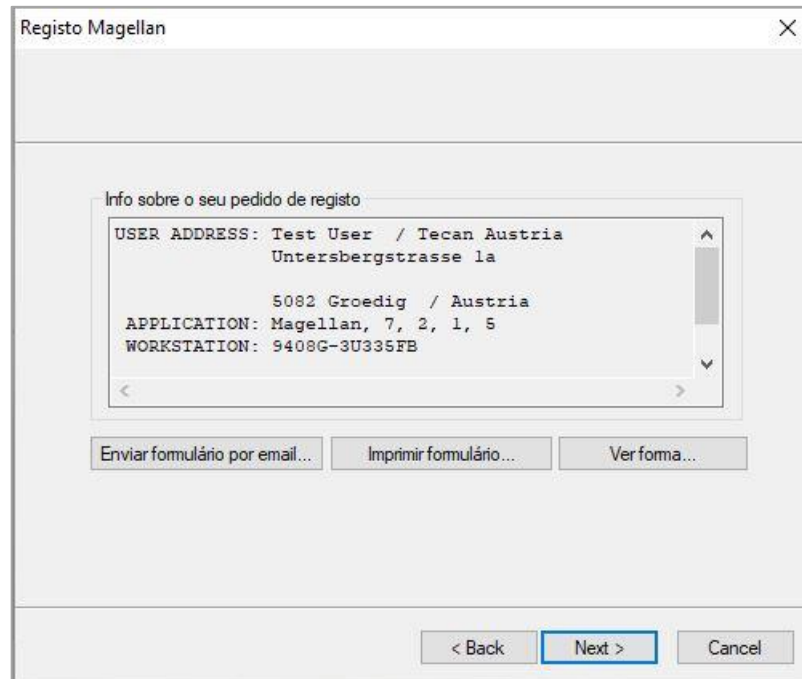 Registo Magellan
Info sobre o seu pedido de registo
USER ADDRESS: Test User / Tecan Austria
Untersbergstrasse 1a
5082 Groedig / Austria
APPLICATION: Magellan, 7, 2, 1, 5
WORKSTATION: 9408G-3U335FB
Enviar formulário por email... Imprimir formulário... Ver forma...
< Back Next > Cancel